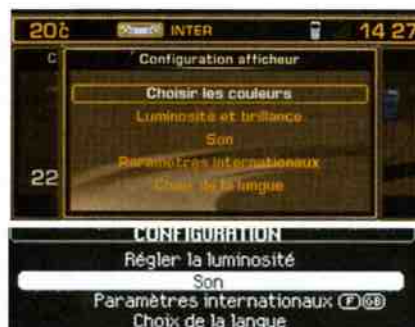 20°c INTER 14 27
Configuration afficheur
Choisir les couleurs
Luminosité et brillance
Son
Paramètres internationaux
Choix de la langue
22
CONFIGURATION
Régler la luminosité
Son
Paramètres internationaux F GB
Choix de la langue